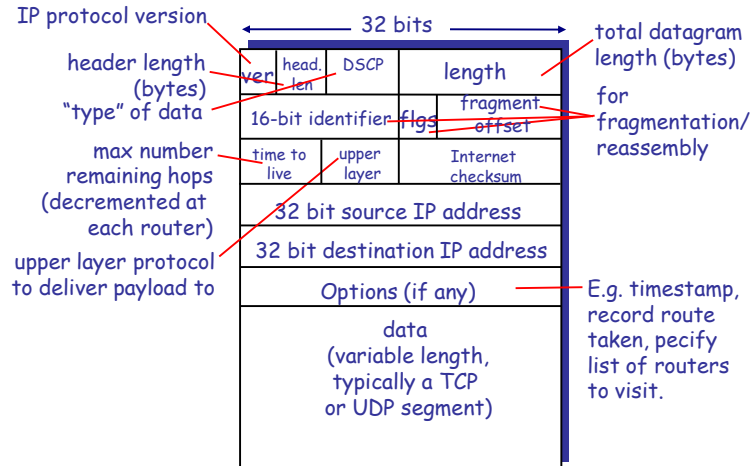 IP protocol version
32 bits
total datagram
length (bytes)
header length
(bytes)
"type" of data
ver
head.
len
DSCP
length
for
fragmentation/
reassembly
16-bit identifier
flgs
fragment
offset
max number
remaining hops
(decremented at
each router)
time to
live
upper
layer
Internet
checksum
32 bit source IP address
32 bit destination IP address
upper layer protocol
to deliver payload to
Options (if any)
E.g. timestamp,
record route
taken, pecify
list of routers
to visit.
data
(variable length,
typically a TCP
or UDP segment)